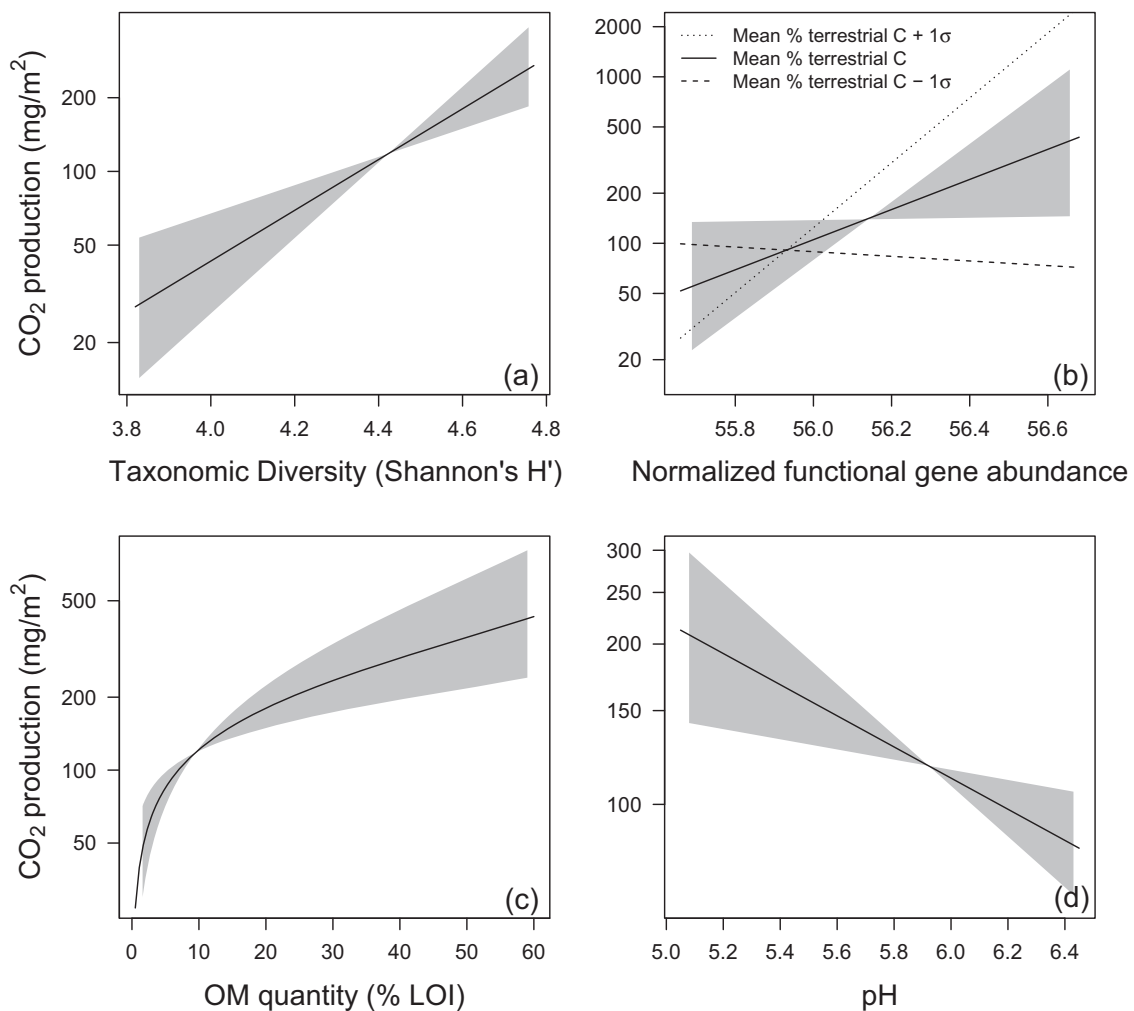 CO2 production (mg/m2)
200
100
50
20
(a)
3.8 4.0 4.2 4.4 4.6 4.8
Taxonomic Diversity (Shannon's H')
2000
1000
500
200
100
50
20
Mean % terrestrial C + 1σ
Mean % terrestrial C
Mean % terrestrial C − 1σ
(b)
55.8 56.0 56.2 56.4 56.6
Normalized functional gene abundance
CO2 production (mg/m2)
500
200
100
50
(c)
0 10 20 30 40 50 60
OM quantity (% LOI)
300
250
200
150
100
(d)
5.0 5.2 5.4 5.6 5.8 6.0 6.2 6.4
pH